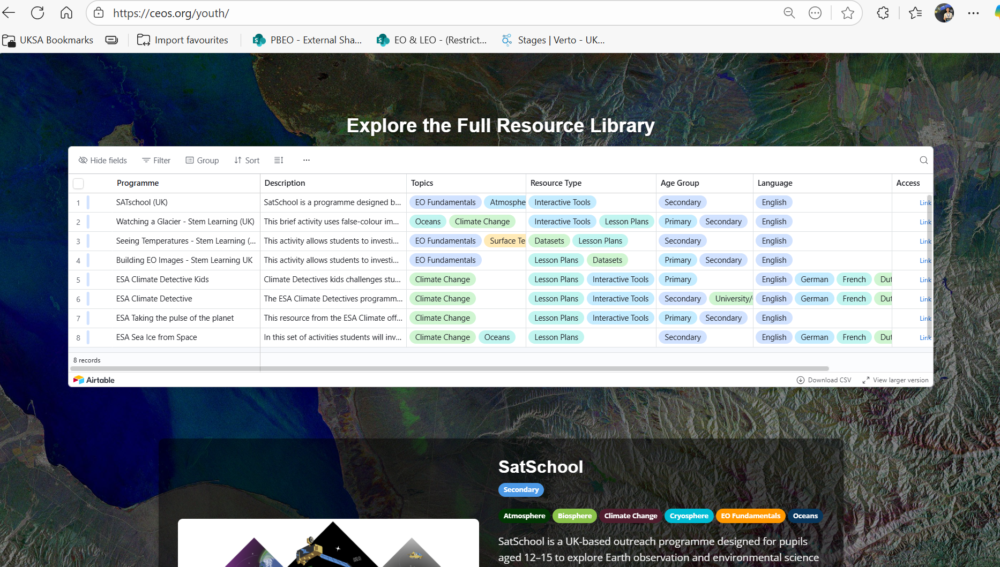 https://ceos.org/youth/
UKSA Bookmarks
Import favourites
PBEO - External Sha...
EO & LEO - (Restrict...
Stages | Verto - UK...
Explore the Full Resource Library
Hide fields Filter Group Sort ...
Programme Description Topics Resource Type Age Group Language Access
1 SATschool (UK) SatSchool is a programme designed b... EO Fundamentals Atmosphe Interactive Tools Secondary English Link
2 Watching a Glacier - Stem Learning (UK) This brief activity uses false-colour im... Oceans Climate Change Interactive Tools Lesson Plans Primary Secondary English Link
3 Seeing Temperatures - Stem Learning (... This activity allows students to investi... EO Fundamentals Surface Te Datasets Lesson Plans Secondary English Link
4 Building EO Images - Stem Learning UK This activity allows students to investi... EO Fundamentals Lesson Plans Datasets Primary Secondary English Link
5 ESA Climate Detective Kids Climate Detectives kids challenges stu... Climate Change Lesson Plans Interactive Tools Primary English German French Dut Link
6 ESA Climate Detective The ESA Climate Detectives programm... Climate Change Lesson Plans Interactive Tools Secondary University/ English German French Dut Link
7 ESA Taking the pulse of the planet This resource from the ESA Climate off... Climate Change Lesson Plans Interactive Tools Primary Secondary English Link
8 ESA Sea Ice from Space In this set of activities students will inv... Climate Change Oceans Lesson Plans Secondary English German French Dut Link
8 records
Airtable Download CSV View larger version
SatSchool
Secondary
Atmosphere Biosphere Climate Change Cryosphere EO Fundamentals Oceans
SatSchool is a UK-based outreach programme designed for pupils
aged 12–15 to explore Earth observation and environmental science